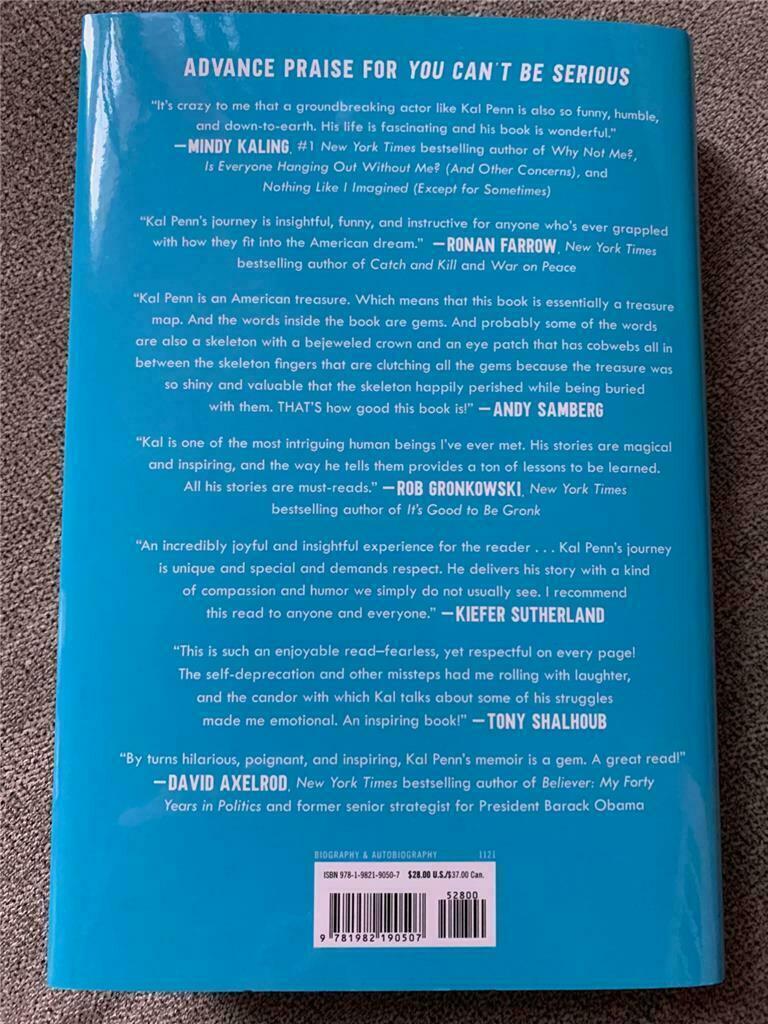 ADVANCE PRAISE FOR YOU CAN'T BE SERIOUS
"It's crazy to me that a groundbreaking actor like Kal Penn is also so funny, humble,
and down-to-earth. His life is fascinating and his book is wonderful."
—MINDY KALING, #1 New York Times bestselling author of Why Not Me?,
Is Everyone Hanging Out Without Me? (And Other Concerns), and
Nothing Like I Imagined (Except for Sometimes)
"Kal Penn's journey is insightful, funny, and instructive for anyone who's ever grappled
with how they fit into the American dream." —RONAN FARROW, New York Times
bestselling author of Catch and Kill and War on Peace
"Kal Penn is an American treasure. Which means that this book is essentially a treasure
map. And the words inside the book are gems. And probably some of the words
are also a skeleton with a bejeweled crown and an eye patch that has cobwebs all in
between the skeleton fingers that are clutching all the gems because the treasure was
so shiny and valuable that the skeleton happily perished while being buried
with them. THAT'S how good this book is!" —ANDY SAMBERG
"Kal is one of the most intriguing human beings I've ever met. His stories are magical
and inspiring, and the way he tells them provides a ton of lessons to be learned.
All his stories are must-reads." —ROB GRONKOWSKI, New York Times
bestselling author of It's Good to Be Gronk
"An incredibly joyful and insightful experience for the reader . . . Kal Penn's journey
is unique and special and demands respect. He delivers his story with a kind
of compassion and humor we simply do not usually see. I recommend
this read to anyone and everyone." —KIEFER SUTHERLAND
"This is such an enjoyable read—fearless, yet respectful on every page!
The self-deprecation and other missteps had me rolling with laughter,
and the candor with which Kal talks about some of his struggles
made me emotional. An inspiring book!" —TONY SHALHOUB
"By turns hilarious, poignant, and inspiring, Kal Penn's memoir is a gem. A great read!"
—DAVID AXELROD, New York Times bestselling author of Believer: My Forty
Years in Politics and former senior strategist for President Barack Obama
BIOGRAPHY & AUTOBIOGRAPHY 1121
ISBN 978-1-9821-9050-7 $28.00 U.S./$37.00 Can.
52800
9 781982 190507